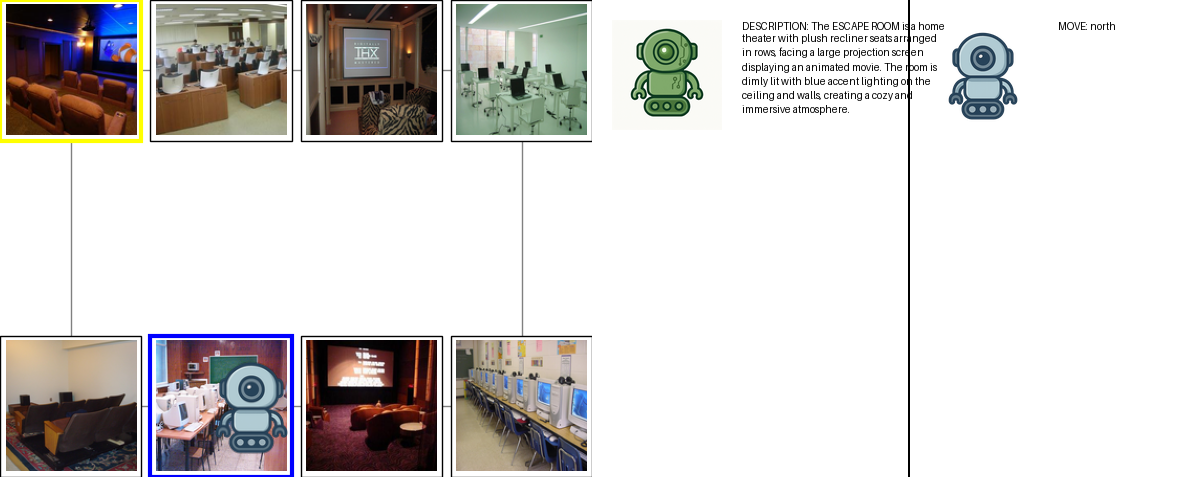 DESCRIPTION: The ESCAPE ROOM is a home
theater with plush recliner seats arranged
in rows, facing a large projection screen
displaying an animated movie. The room is
dimly lit with blue accent lighting on the
ceiling and walls, creating a cozy and
immersive atmosphere.
MOVE: north
THX